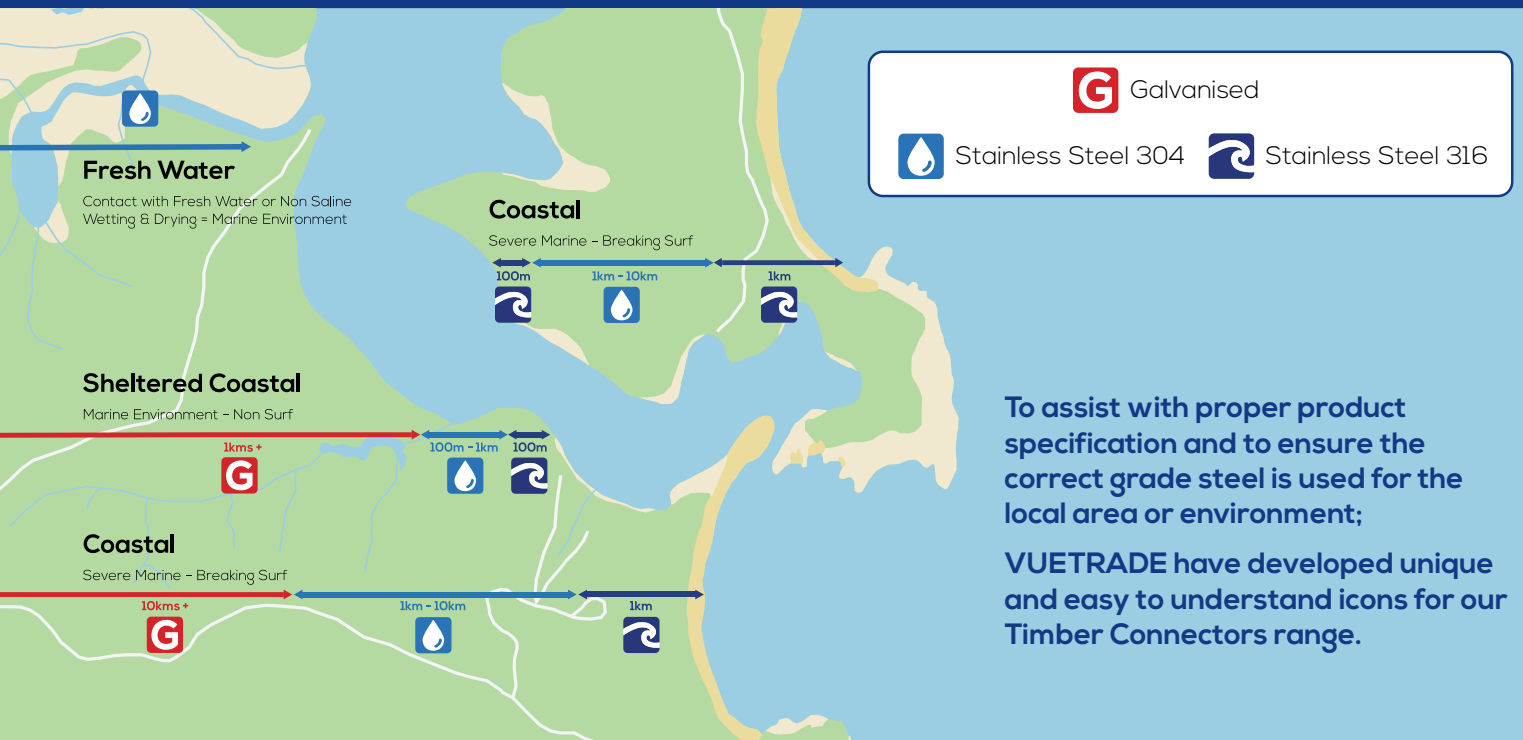 G Galvanised
Stainless Steel 304
Stainless Steel 316
Fresh Water
Contact with Fresh Water or Non Saline
Wetting & Drying = Marine Environment
Coastal
Severe Marine – Breaking Surf
100m
1km – 10km
1km
Sheltered Coastal
Marine Environment – Non Surf
1kms +
100m – 1km
100m
G
Coastal
Severe Marine – Breaking Surf
10kms +
1km – 10km
1km
G
To assist with proper product
specification and to ensure the
correct grade steel is used for the
local area or environment;
VUETRADE have developed unique
and easy to understand icons for our
Timber Connectors range.